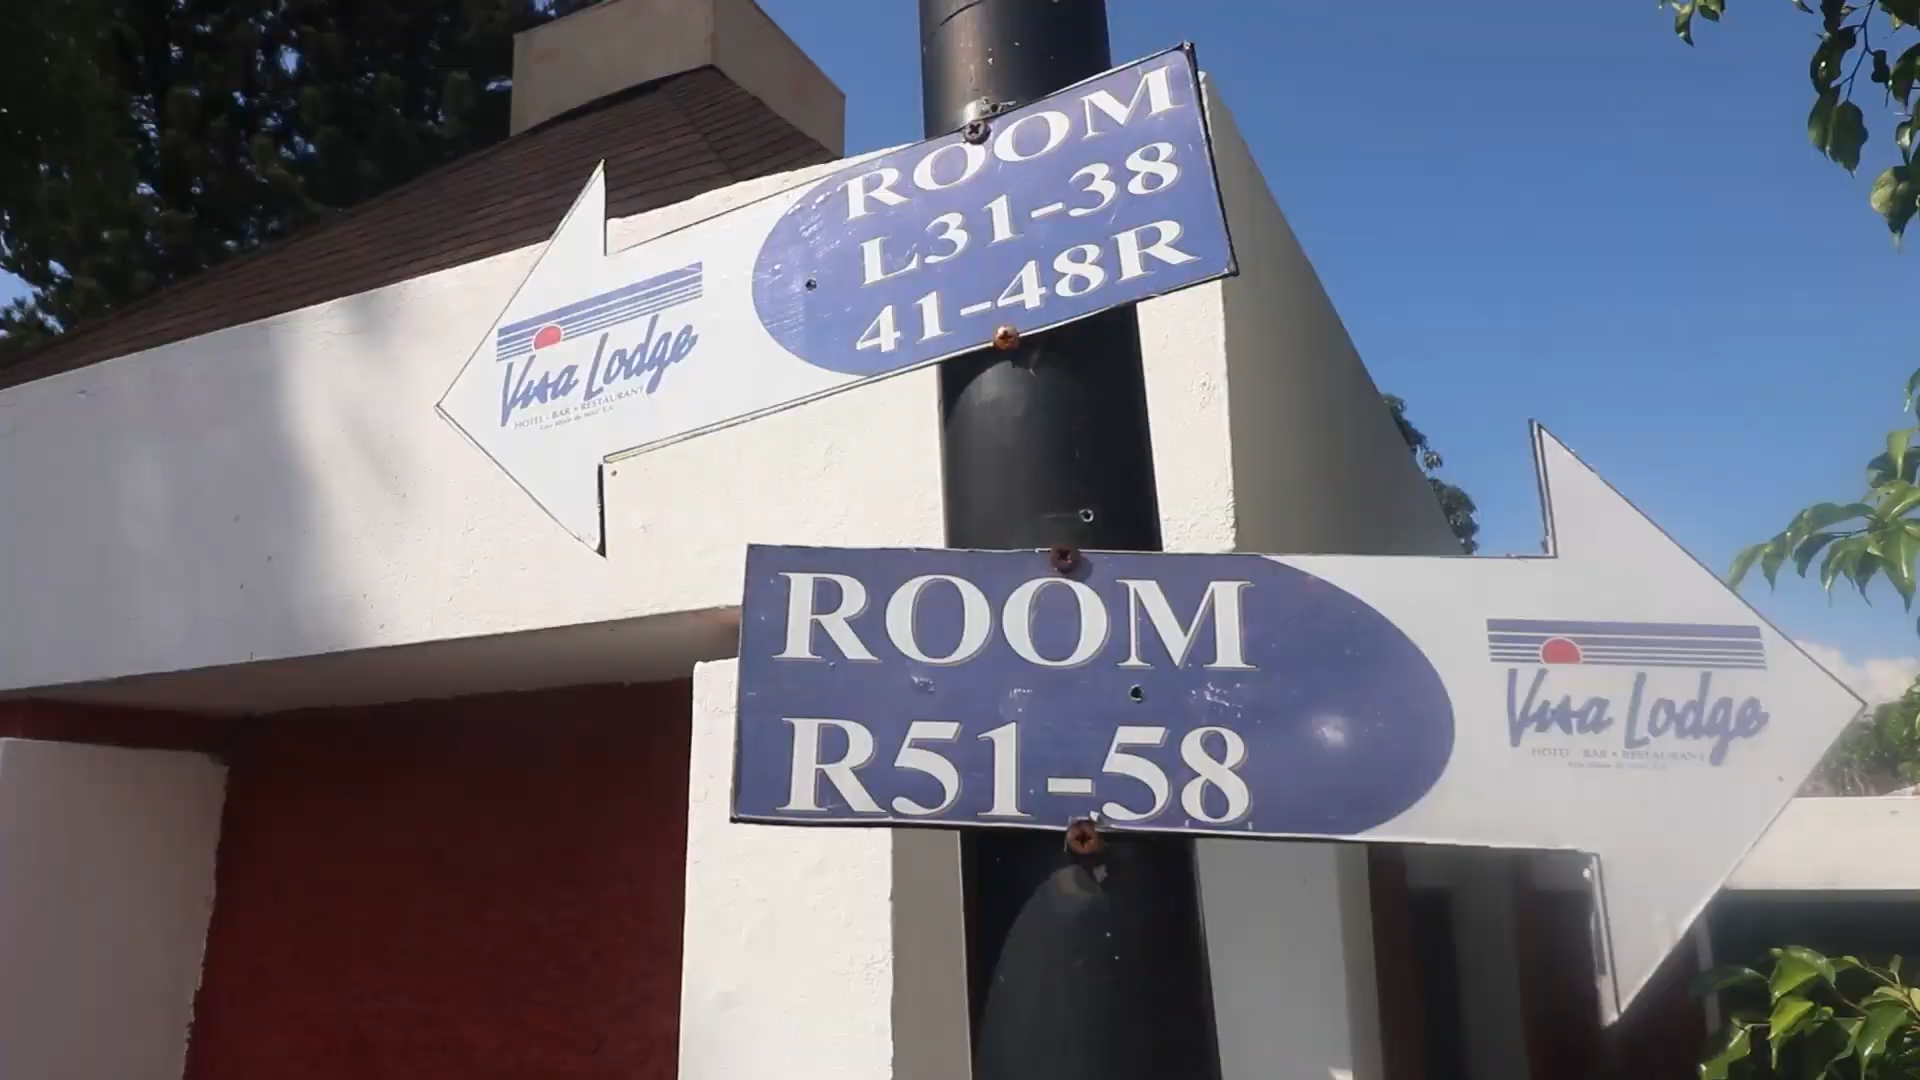 ROOM
L31-38
41-48R
Visa Lodge
HOTEL - BAR • RESTAURANT
ROOM
R51-58
Visa Lodge
HOTEL - BAR • RESTAURANT